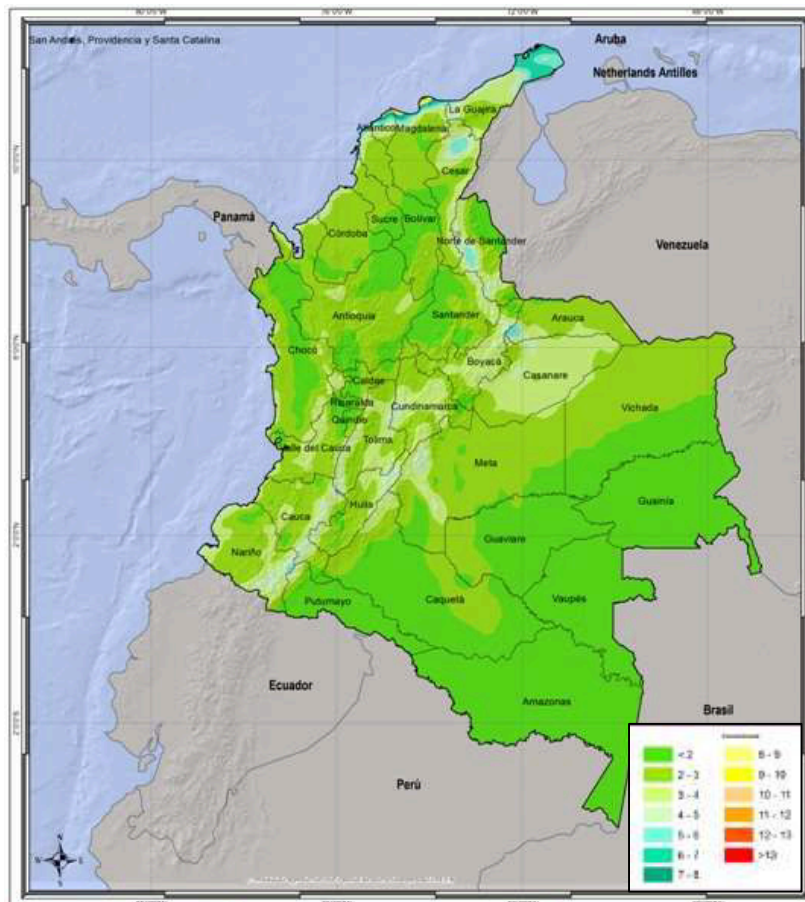 San Andrés, Providencia y Santa Catalina
Aruba
Netherlands Antilles
La Guajira
Atlántico
Magdalena
Cesar
Panamá
Sucre
Bolívar
Córdoba
Norte de Santander
Venezuela
Antioquia
Santander
Arauca
Chocó
Boyacá
Casanare
Caldas
Risaralda
Cundinamarca
Vichada
Quindío
Tolima
Valle del Cauca
Meta
Guainía
Huila
Cauca
Guaviare
Nariño
Putumayo
Caquetá
Vaupés
Ecuador
Amazonas
Brasil
Perú
N
W
E
S
<2
2 - 3
3 - 4
4 - 5
5 - 6
6 - 7
7 - 8
8 - 9
9 - 10
10 - 11
11 - 12
12 - 13
>13